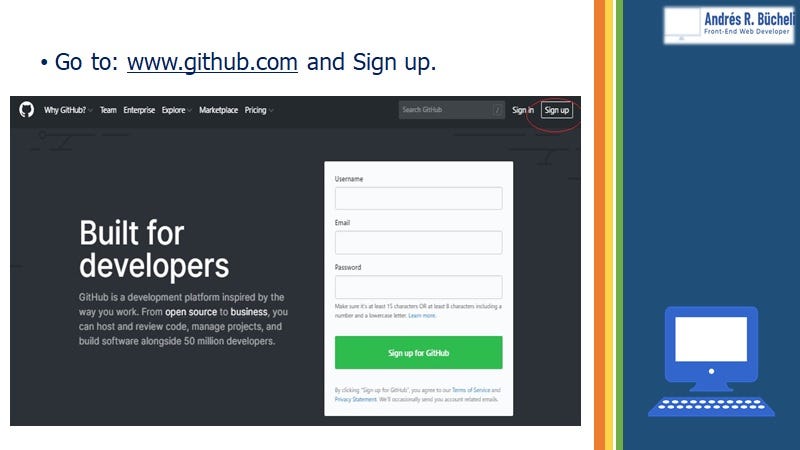 Andrés R. Bücheli
Front-End Web Developer
• Go to: www.github.com and Sign up.
Why GitHub? Team Enterprise Explore Marketplace Pricing Search GitHub / Sign in Sign up
Built for
developers
GitHub is a development platform inspired by the
way you work. From open source to business, you
can host and review code, manage projects, and
build software alongside 50 million developers.
Username
Email
Password
Make sure it's at least 15 characters OR at least 8 characters including a
number and a lowercase letter. Learn more.
Sign up for GitHub
By clicking "Sign up for GitHub", you agree to our Terms of Service and
Privacy Statement. We'll occasionally send you account related emails.